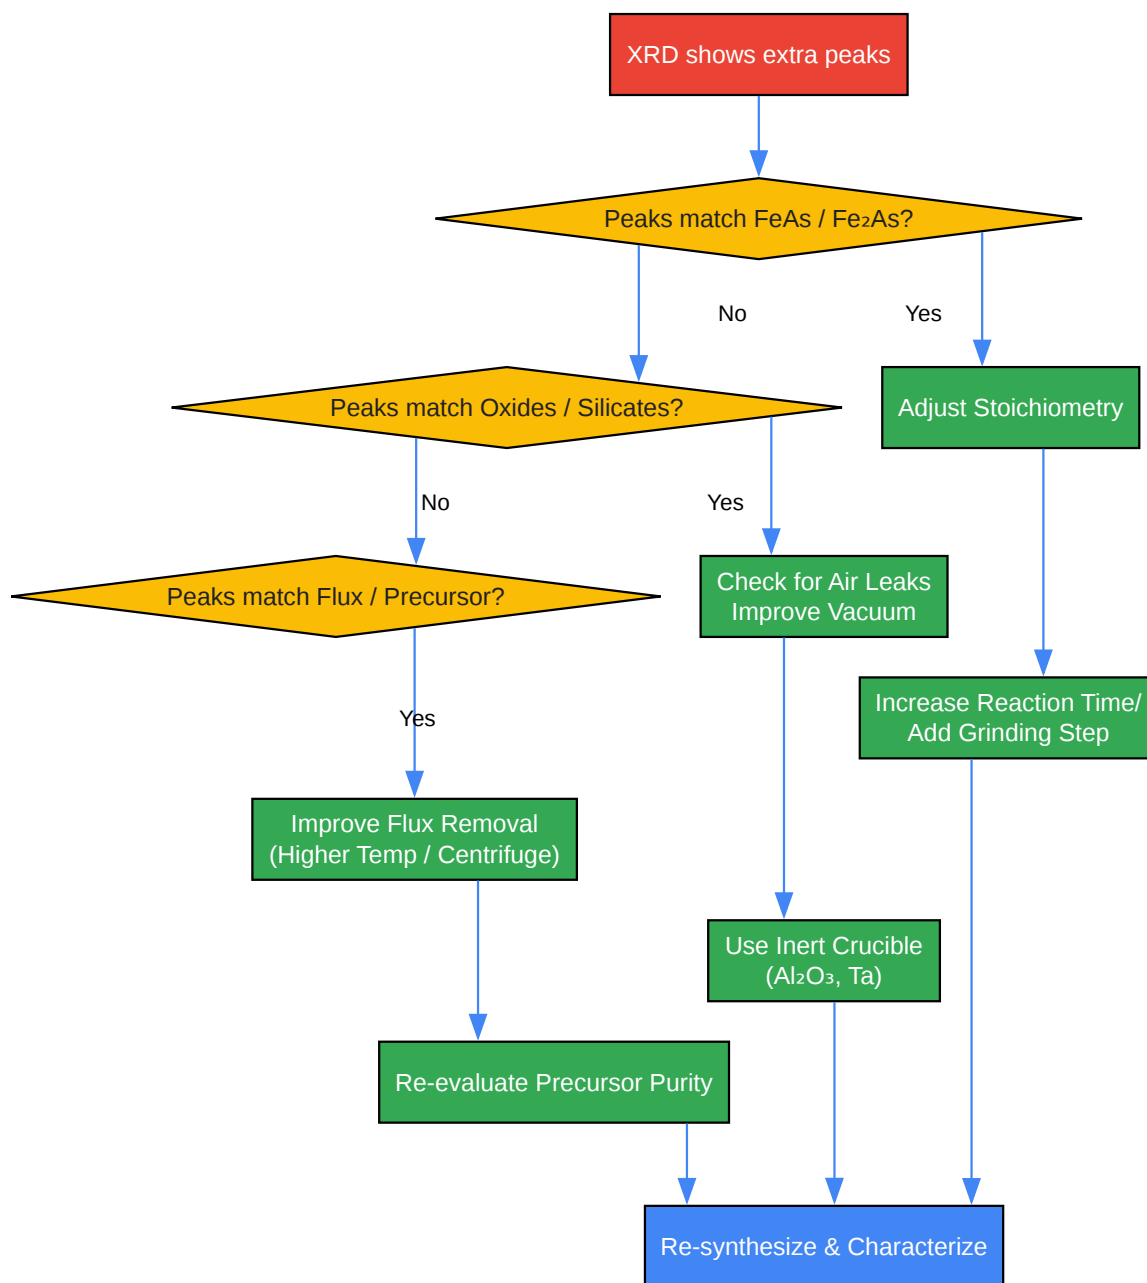 XRD shows extra peaks
Peaks match FeAs / Fe₂As?
No
Yes
Peaks match Oxides / Silicates?
Adjust Stoichiometry
No
Yes
Peaks match Flux / Precursor?
Check for Air Leaks
Improve Vacuum
Increase Reaction Time/
Add Grinding Step
Yes
Improve Flux Removal
(Higher Temp / Centrifuge)
Use Inert Crucible
(Al₂O₃, Ta)
Re-evaluate Precursor Purity
Re-synthesize & Characterize